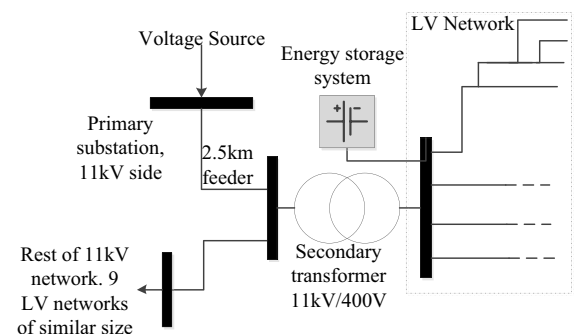 LV Network
Voltage Source
Energy storage
system
+ -
Primary
substation,
11kV side
2.5km
feeder
Secondary
transformer
11kV/400V
Rest of 11kV
network. 9
LV networks
of similar size